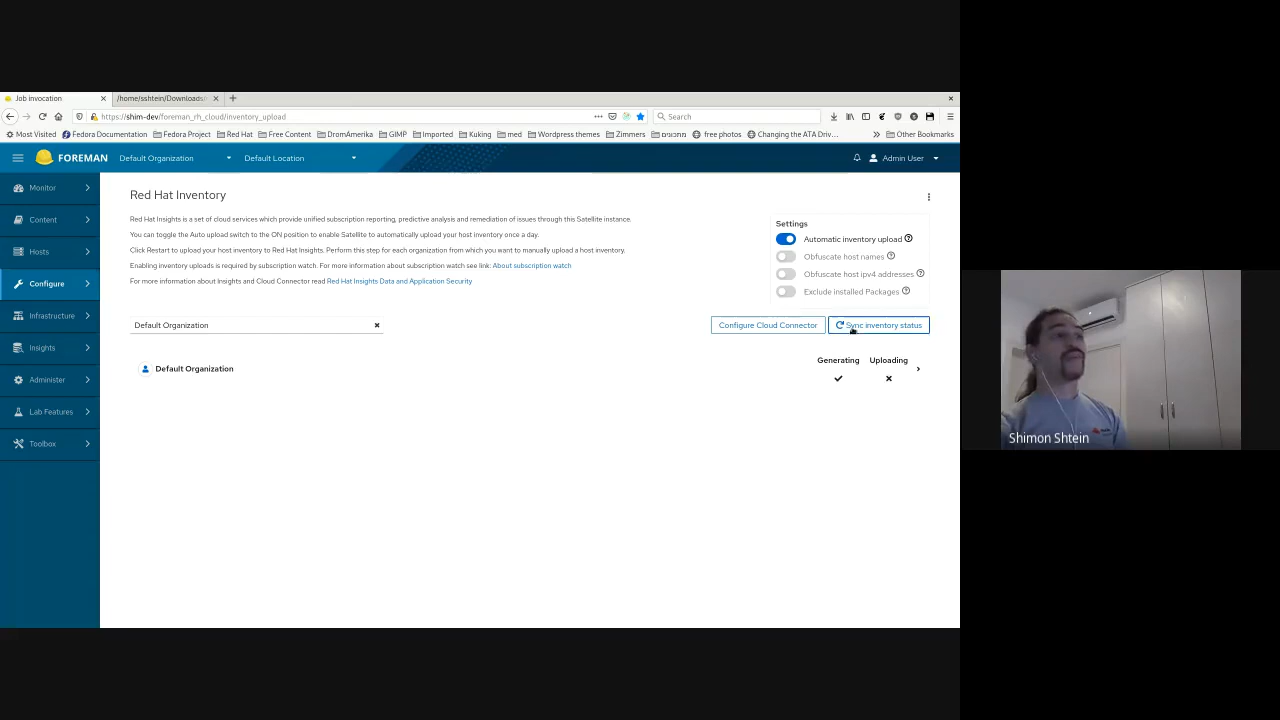 Job invocation
/home/sshtein/Downloads/
https://shim-dev/foreman_rh_cloud/inventory_upload
Search
Most Visited Fedora Documentation Fedora Project Red Hat Free Content DromAmerika GIMP Imported Kuking med Wordpress themes Zimmers מתכונים free photos Changing the ATA Driv... Other Bookmarks
FOREMAN Default Organization Default Location Admin User
Monitor
Content
Hosts
Configure
Infrastructure
Insights
Administer
Lab Features
Toolbox
Red Hat Inventory
Red Hat Insights is a set of cloud services which provide unified subscription reporting, predictive analysis and remediation of issues through this Satellite instance.
You can toggle the Auto upload switch to the ON position to enable Satellite to automatically upload your host inventory once a day.
Click Restart to upload your host inventory to Red Hat Insights. Perform this step for each organization from which you want to manually upload a host inventory.
Enabling inventory uploads is required by subscription watch. For more information about subscription watch see link: About subscription watch
For more information about Insights and Cloud Connector read Red Hat Insights Data and Application Security
Settings
Automatic inventory upload
Obfuscate host names
Obfuscate host ipv4 addresses
Exclude installed Packages
Default Organization
Configure Cloud Connector
Sync inventory status
Generating Uploading
Default Organization
Shimon Shtein